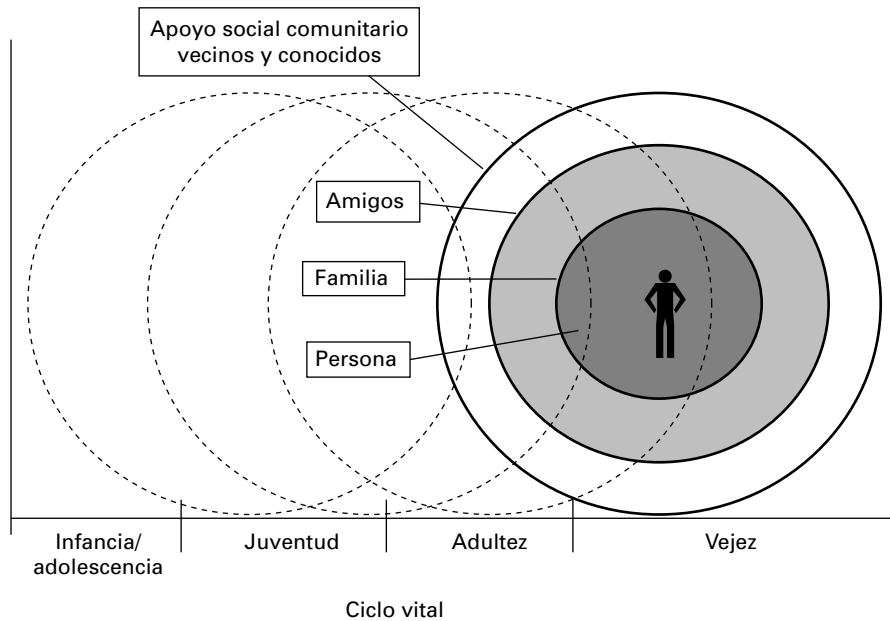 Apoyo social comunitario
vecinos y conocidos
Amigos
Familia
Persona
Infancia/
adolescencia
Juventud
Adultez
Vejez
Ciclo vital